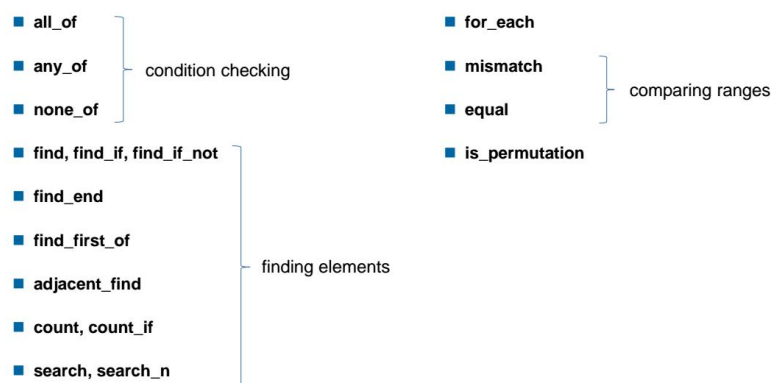 all_of
any_of
none_of
condition checking
find, find_if, find_if_not
find_end
find_first_of
adjacent_find
count, count_if
search, search_n
finding elements
for_each
mismatch
equal
comparing ranges
is_permutation